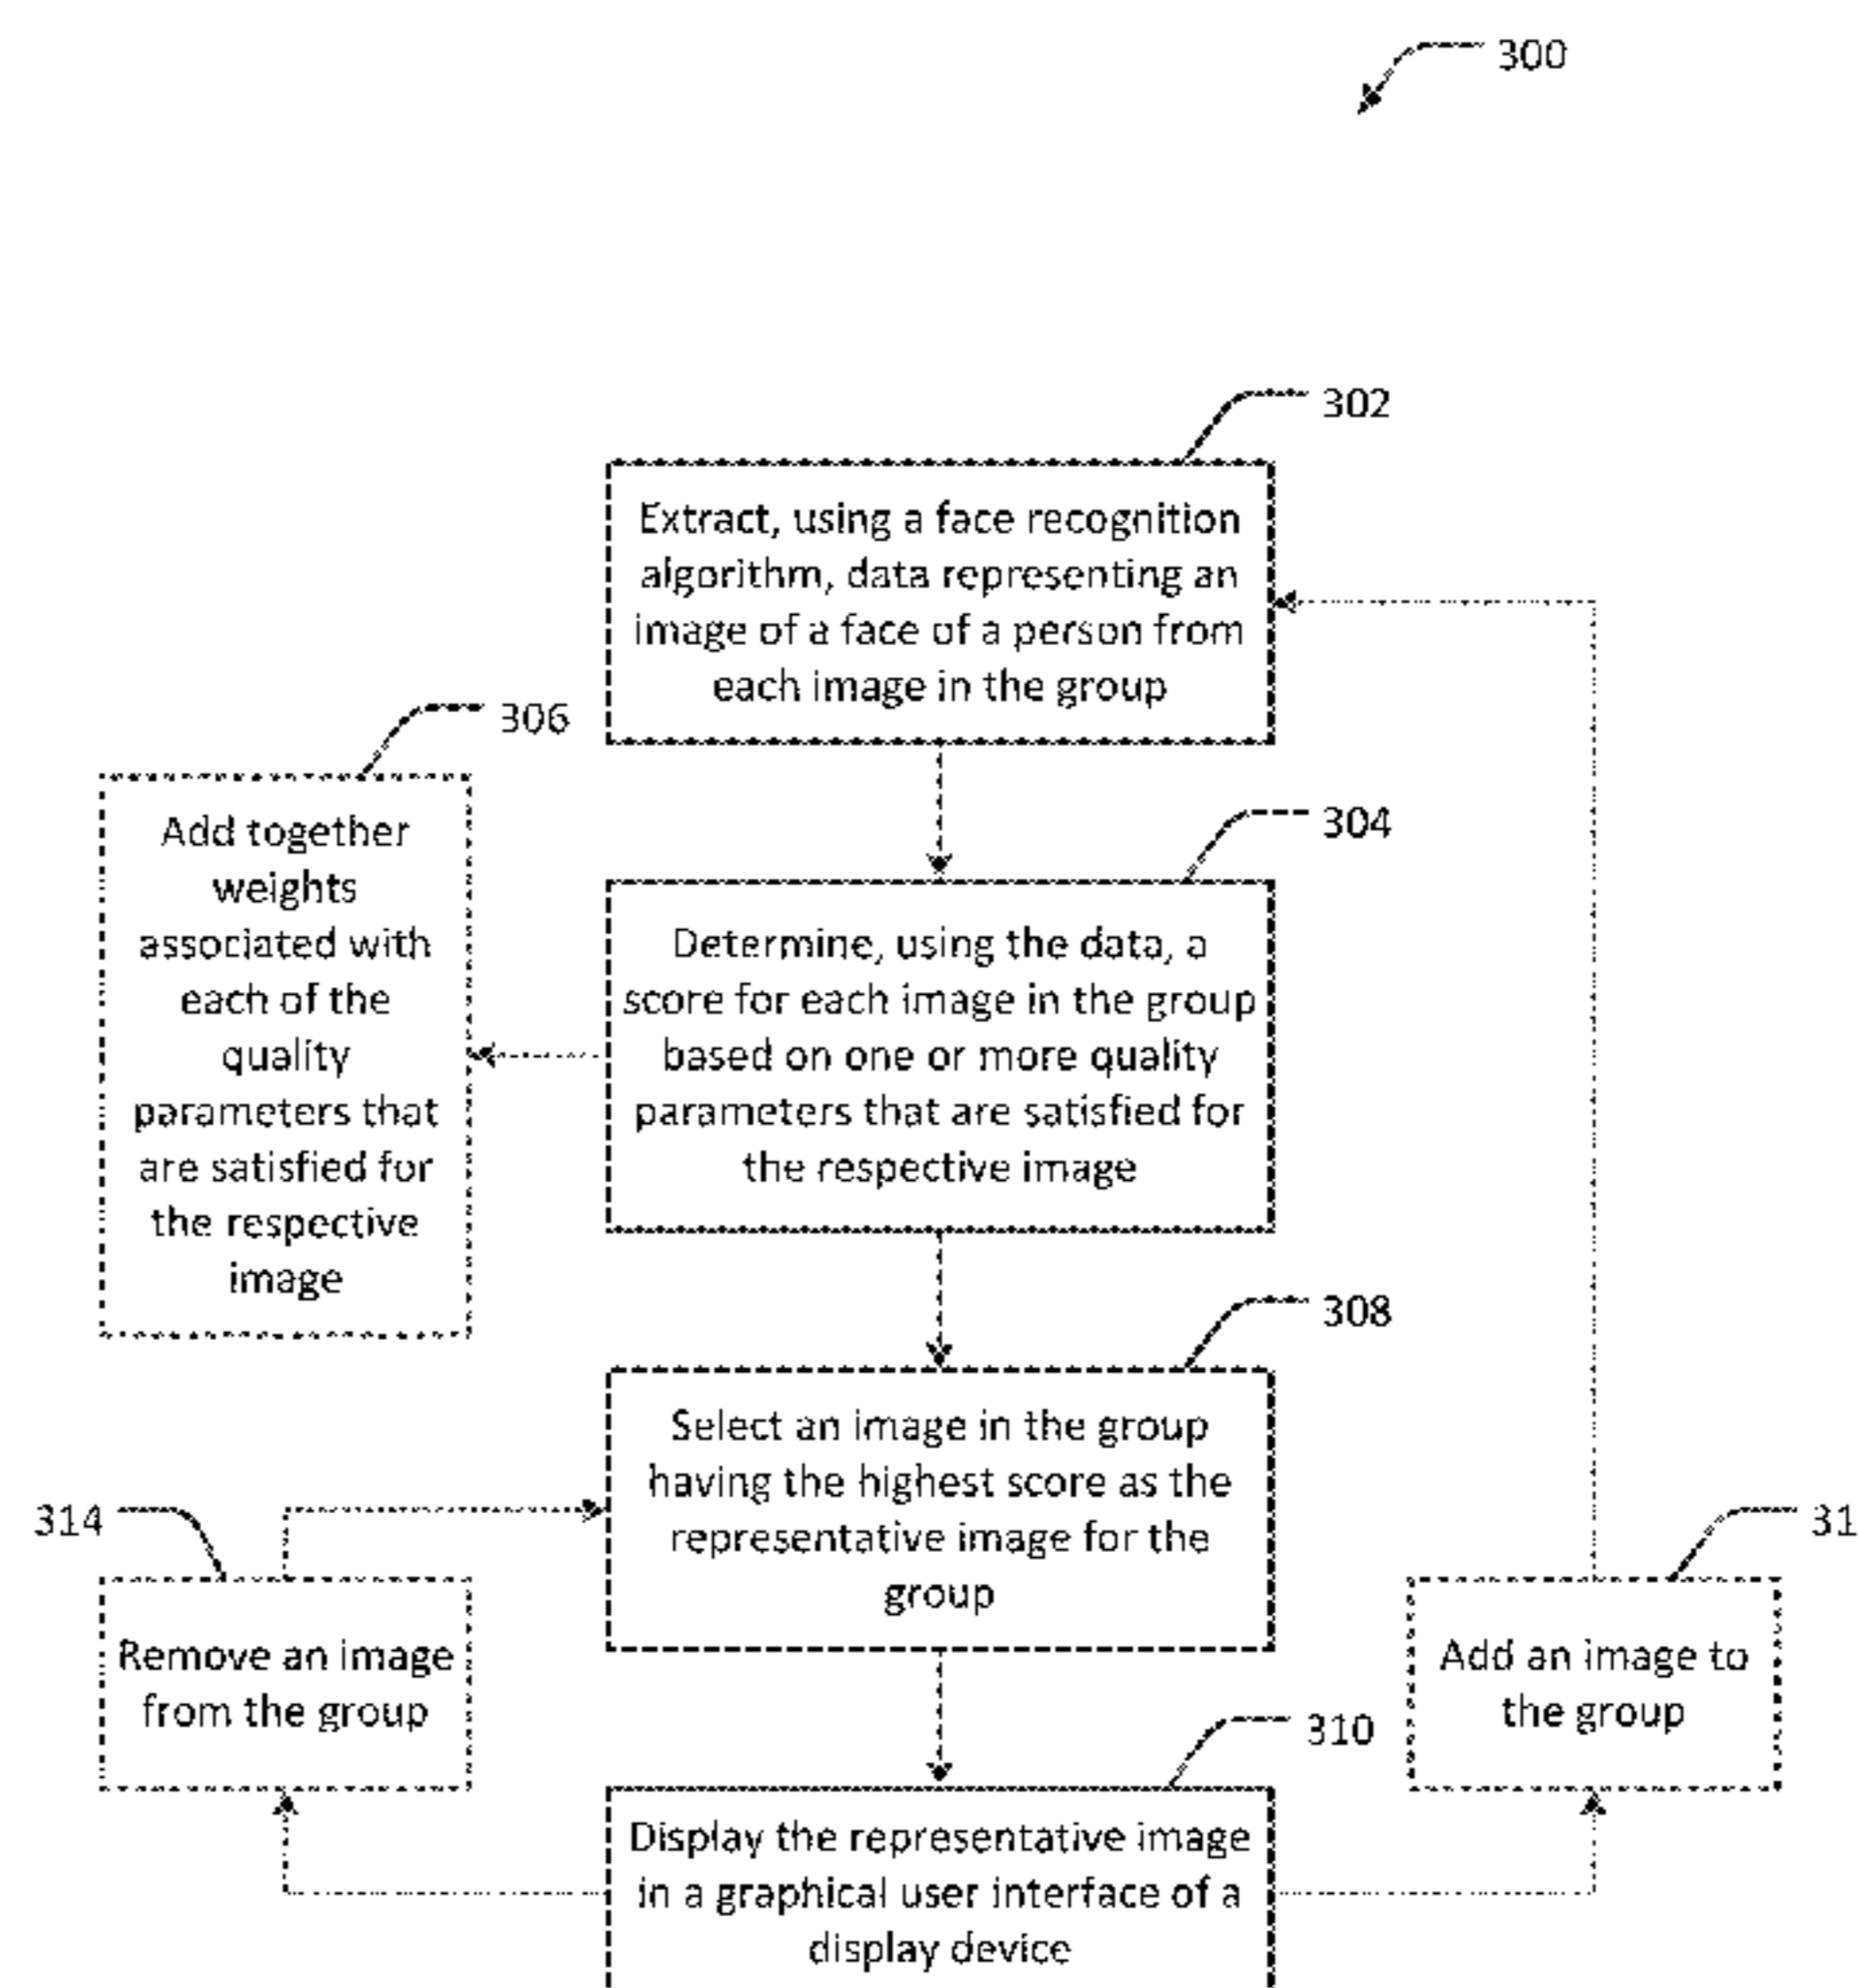 300
302
Extract, using a face recognition
algorithm, data representing an
image of a face of a person from
each image in the group
306
Add together
weights
associated with
each of the
quality
parameters that
are satisfied for
the respective
image
304
Determine, using the data, a
score for each image in the group
based on one or more quality
parameters that are satisfied for
the respective image
308
Select an image in the group
having the highest score as the
representative image for the
group
314
Remove an image
from the group
31
Add an image to
the group
310
Display the representative image
in a graphical user interface of a
display device